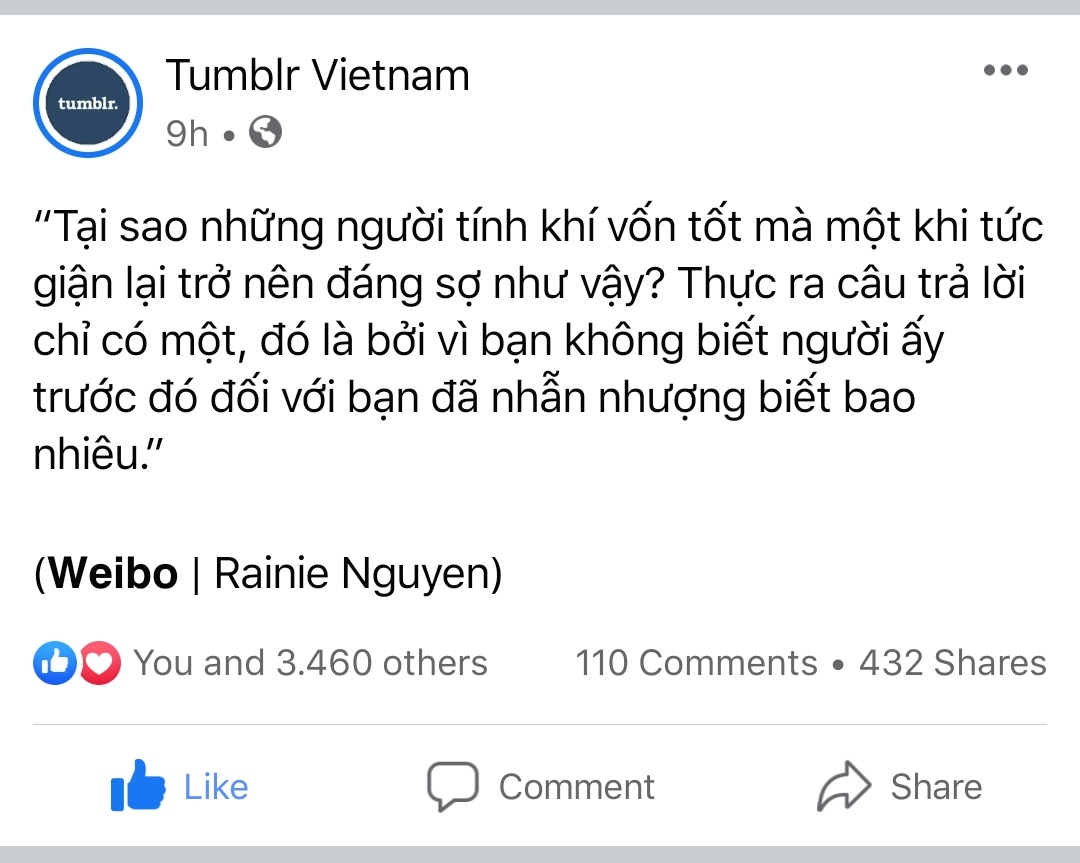 tumblr.
Tumblr Vietnam
9h •
“Tại sao những người tính khí vốn tốt mà một khi tức
giận lại trở nên đáng sợ như vậy? Thực ra câu trả lời
chỉ có một, đó là bởi vì bạn không biết người ấy
trước đó đối với bạn đã nhẫn nhượng biết bao
nhiêu.”
(Weibo | Rainie Nguyen)
You and 3.460 others 110 Comments • 432 Shares
Like Comment Share